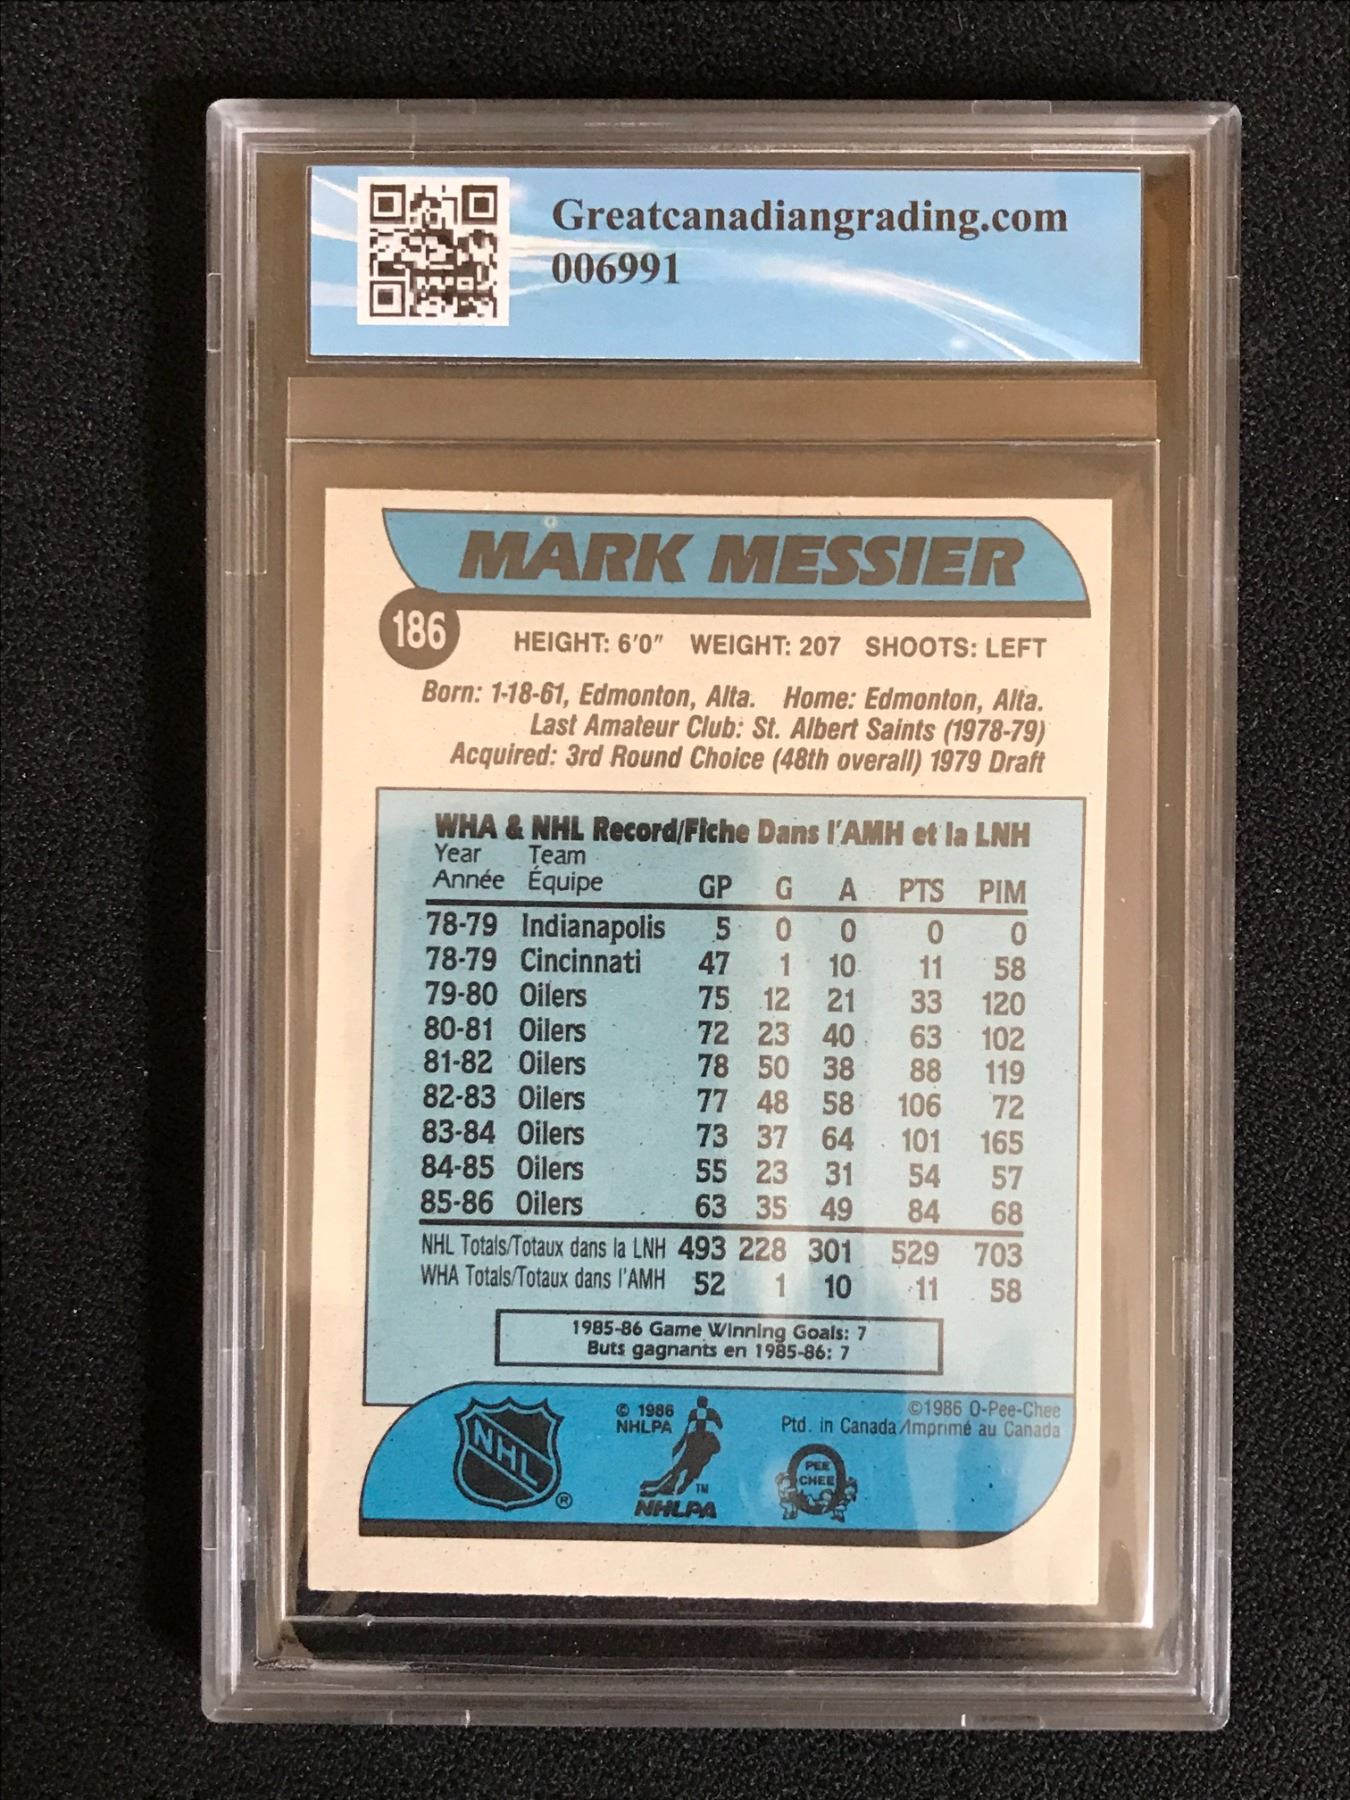 Greatcanadiangrading.com
006991
MARK MESSIER
186
HEIGHT: 6'0" WEIGHT: 207 SHOOTS: LEFT
Born: 1-18-61, Edmonton, Alta. Home: Edmonton, Alta.
Last Amateur Club: St. Albert Saints (1978-79)
Acquired: 3rd Round Choice (48th overall) 1979 Draft
WHA & NHL Record/Fiche Dans l'AMH et la LNH
Year Team
Année Équipe GP G A PTS PIM
78-79 Indianapolis 5 0 0 0 0
78-79 Cincinnati 47 1 10 11 58
79-80 Oilers 75 12 21 33 120
80-81 Oilers 72 23 40 63 102
81-82 Oilers 78 50 38 88 119
82-83 Oilers 77 48 58 106 72
83-84 Oilers 73 37 64 101 165
84-85 Oilers 55 23 31 54 57
85-86 Oilers 63 35 49 84 68
NHL Totals/Totaux dans la LNH 493 228 301 529 703
WHA Totals/Totaux dans l'AMH 52 1 10 11 58
1985-86 Game Winning Goals: 7
Buts gagnants en 1985-86: 7
NHL ®
© 1986
NHLPA
TM
NHLPA
©1986 O-Pee-Chee
Ptd. in Canada/Imprimé au Canada
PEE
CHEE